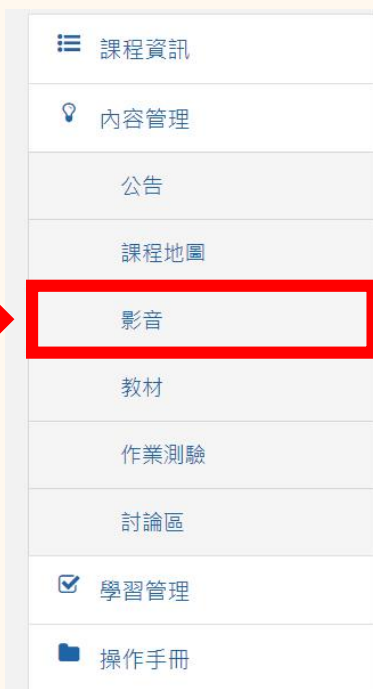 課程資訊
內容管理
公告
課程地圖
影音
教材
作業測驗
討論區
學習管理
操作手冊